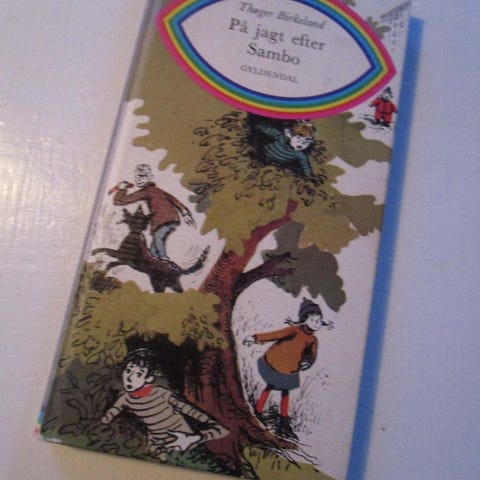 Thøger Birkeland
På jagt efter
Sambo
GYLDENDAL